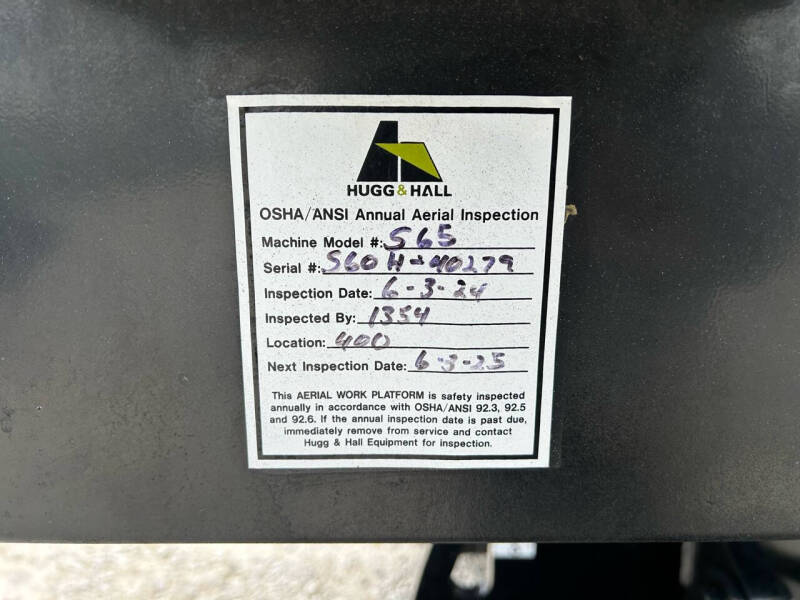 HUGG & HALL
OSHA/ANSI Annual Aerial Inspection
Machine Model #: S65
Serial #: S60H-40279
Inspection Date: 6-3-24
Inspected By: 1354
Location: 400
Next Inspection Date: 6-3-25
This AERIAL WORK PLATFORM is safety inspected
annually in accordance with OSHA/ANSI 92.3, 92.5
and 92.6. If the annual inspection date is past due,
immediately remove from service and contact
Hugg & Hall Equipment for inspection.